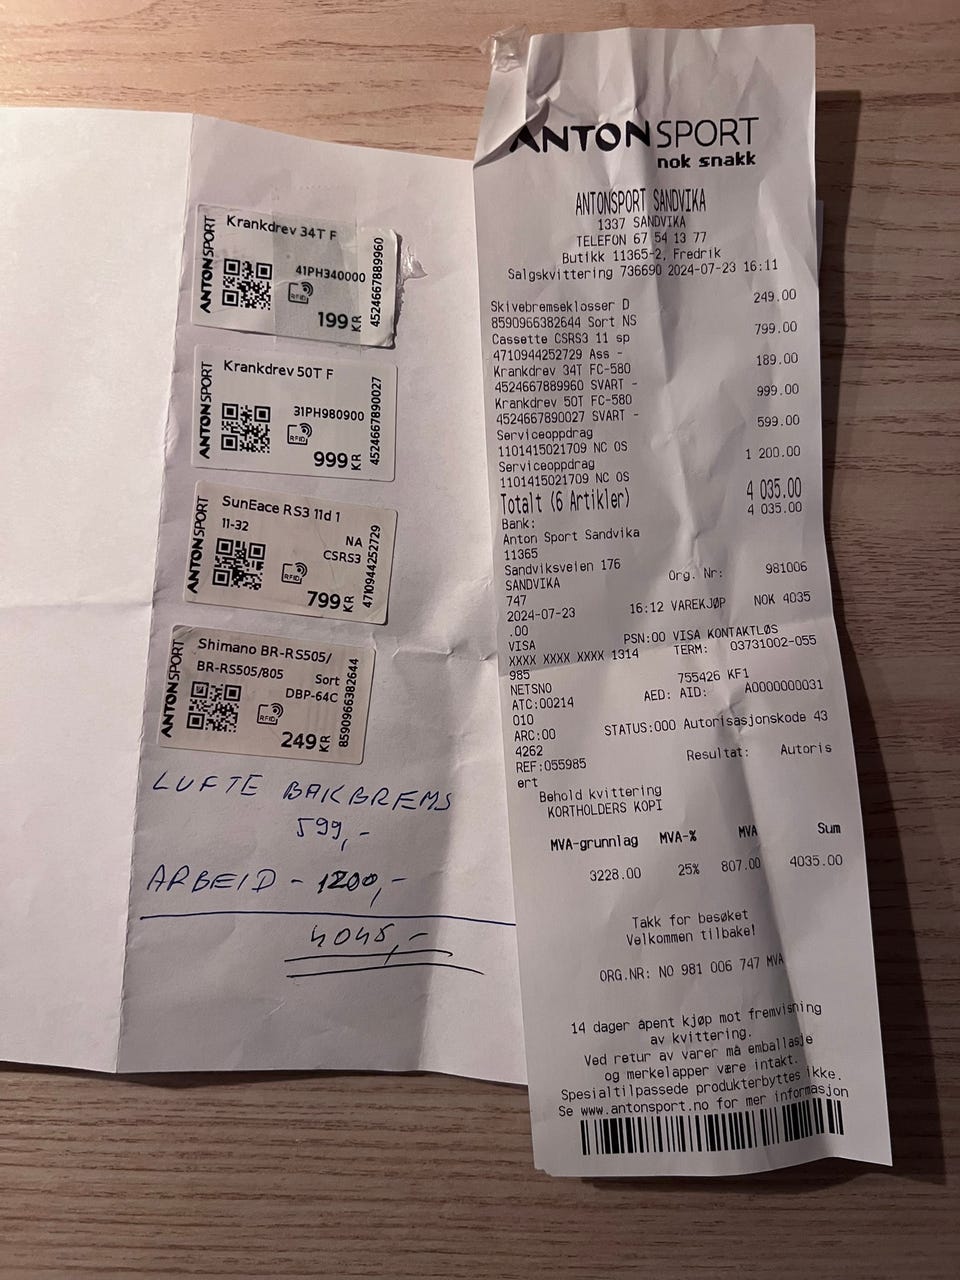 Krankdrev 34T F
ANTONSPORT
41PH340000
RFID
199 KR
4524667889960
Krankdrev 50T F
ANTONSPORT
31PH980900
RFID
999 KR
4524667890027
SunEace RS3 11d 1
11-32
NA
CSRS3
ANTONSPORT
RFID
799 KR
4710944252729
Shimano BR-RS505/
BR-RS505/805
Sort
DBP-64C
ANTONSPORT
RFID
249 KR
8590966382644
LUFTE BAKBREMS
599,-
ARBEID - 1200,-
4045,-
ANTONSPORT
nok snakk
ANTONSPORT SANDVIKA
1337 SANDVIKA
TELEFON 67 54 13 77
Butikk 11365-2, Fredrik
Salgskvittering 736690 2024-07-23 16:11
Skivebremseklosser D 249.00
8590966382644 Sort NS
Cassette CSRS3 11 sp 799.00
4710944252729 Ass -
Krankdrev 34T FC-580 189.00
4524667889960 SVART -
Krankdrev 50T FC-580 999.00
4524667890027 SVART -
Serviceoppdrag 599.00
1101415021709 NC OS
Serviceoppdrag 1 200.00
1101415021709 NC OS
Totalt (6 Artikler) 4 035.00
Bank: 4 035.00
Anton Sport Sandvika
11365
Sandviksveien 176
SANDVIKA Org. Nr: 981006
747
2024-07-23 16:12 VAREKJØP NOK 4035
.00
VISA PSN:00 VISA KONTAKTLØS
XXXX XXXX XXXX 1314 TERM: 03731002-055
985
NETSNO 755426 KF1
ATC:00214 AED: AID: A0000000031
010
ARC:00 STATUS:000 Autorisasjonskode 43
4262
REF:055985 Resultat: Autoris
ert
Behold kvittering
KORTHOLDERS KOPI
MVA-grunnlag MVA-% MVA Sum
3228.00 25% 807.00 4035.00
Takk for besøket
Velkommen tilbake!
ORG.NR: NO 981 006 747 MVA
14 dager åpent kjøp mot fremvisning
av kvittering.
Ved retur av varer må emballasje
og merkelapper være intakt.
Spesialtilpassede produkterbyttes ikke.
Se www.antonsport.no for mer informasjon